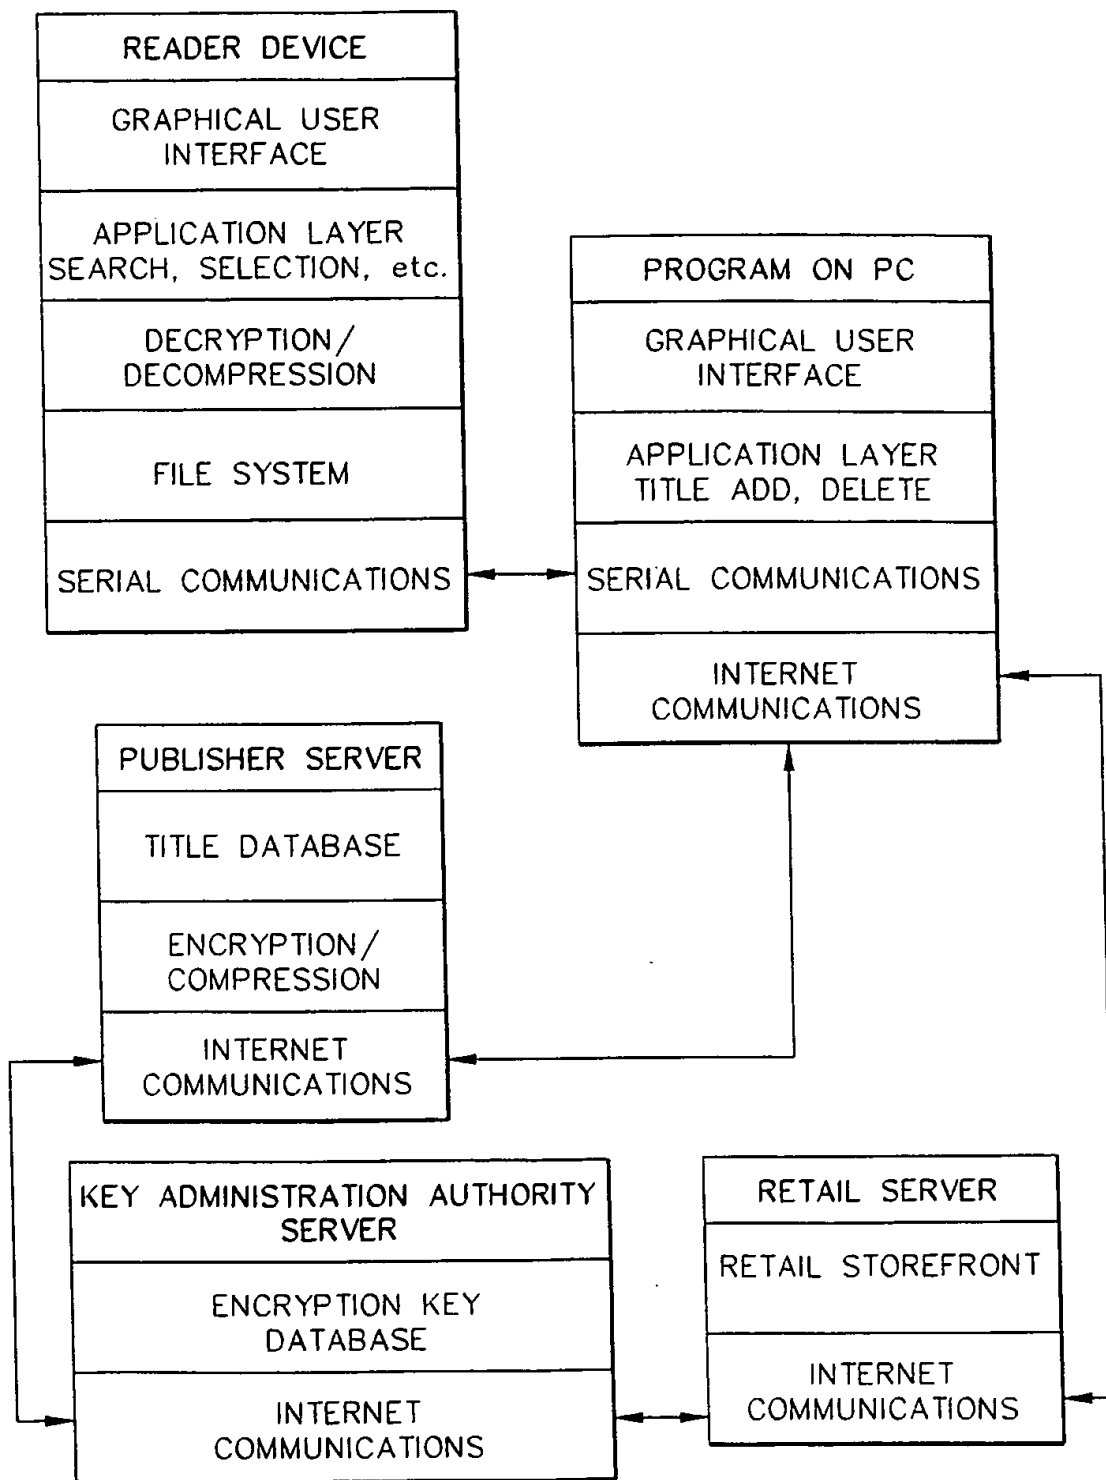 READER DEVICE
GRAPHICAL USER
INTERFACE
APPLICATION LAYER
SEARCH, SELECTION, etc.
DECRYPTION/
DECOMPRESSION
FILE SYSTEM
SERIAL COMMUNICATIONS
PROGRAM ON PC
GRAPHICAL USER
INTERFACE
APPLICATION LAYER
TITLE ADD, DELETE
SERIAL COMMUNICATIONS
INTERNET
COMMUNICATIONS
PUBLISHER SERVER
TITLE DATABASE
ENCRYPTION/
COMPRESSION
INTERNET
COMMUNICATIONS
KEY ADMINISTRATION AUTHORITY
SERVER
ENCRYPTION KEY
DATABASE
INTERNET
COMMUNICATIONS
RETAIL SERVER
RETAIL STOREFRONT
INTERNET
COMMUNICATIONS